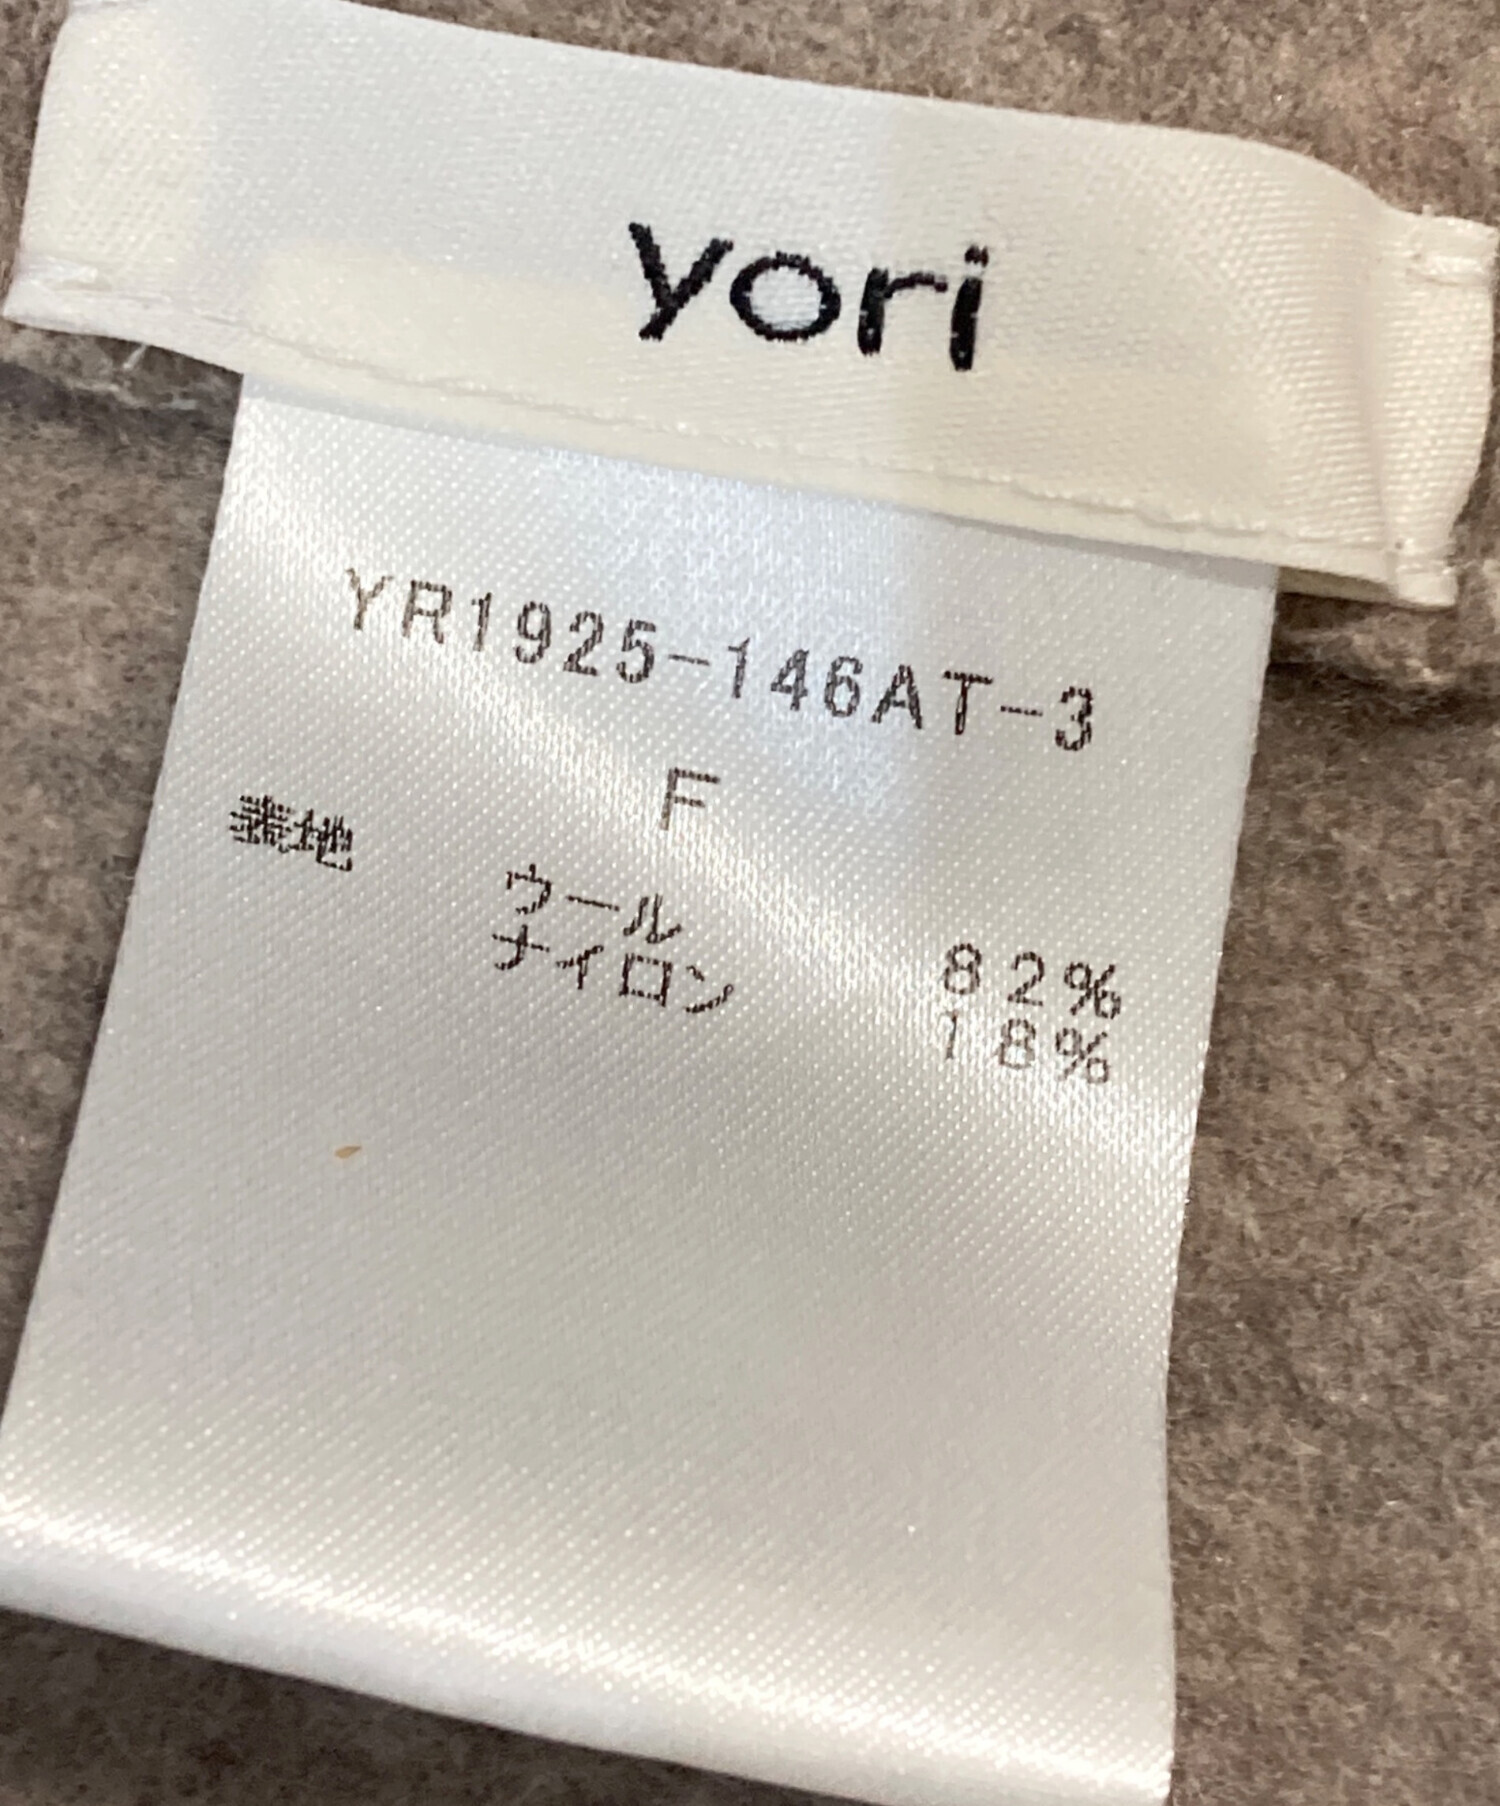 yori
YR1925-146AT-3
F
表地
ウール 82%
ナイロン 18%